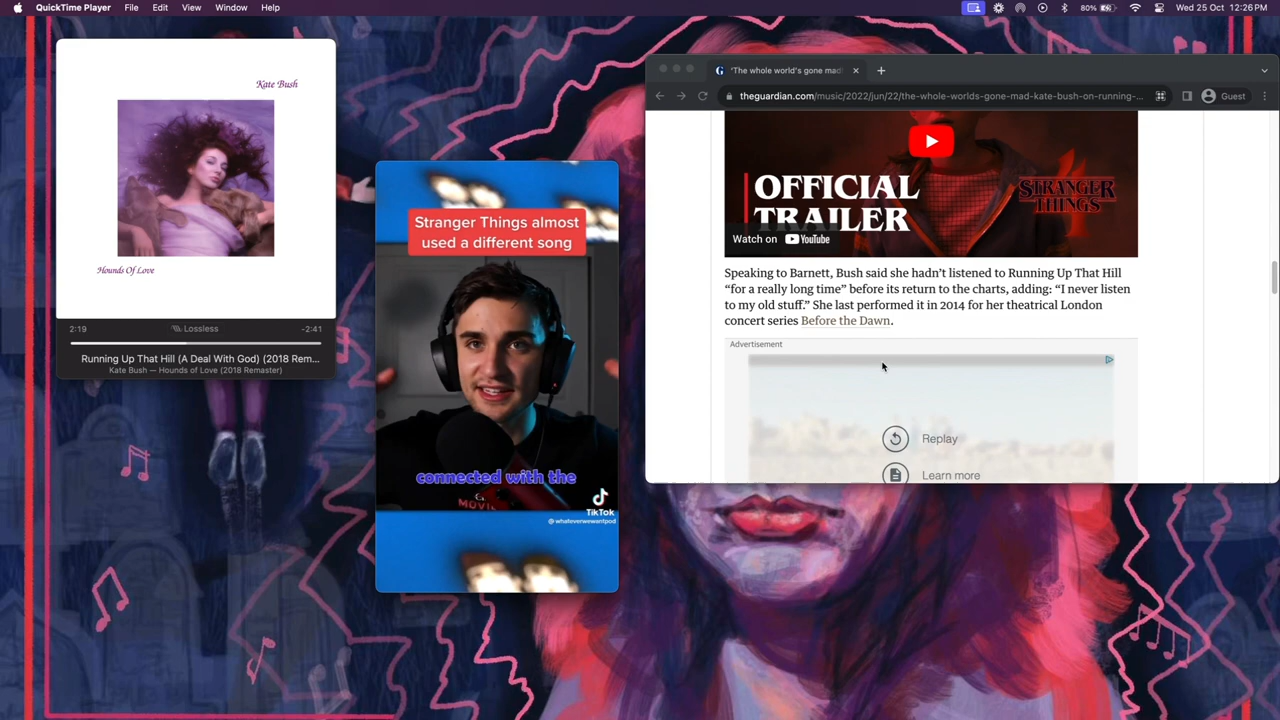 QuickTime Player File Edit View Window Help
80% Wed 25 Oct 12:26 PM
Kate Bush
Hounds Of Love
2:19 Lossless -2:41
Running Up That Hill (A Deal With God) (2018 Rem...
Kate Bush — Hounds of Love (2018 Remaster)
Stranger Things almost
used a different song
connected with the
MOVI
TikTok
@whateverwewantpod
'The whole world's gone mad'
theguardian.com/music/2022/jun/22/the-whole-worlds-gone-mad-kate-bush-on-running-...
Guest
OFFICIAL
TRAILER
STRANGER
THINGS
4
Watch on YouTube
Speaking to Barnett, Bush said she hadn’t listened to Running Up That Hill
“for a really long time” before its return to the charts, adding: “I never listen
to my old stuff.” She last performed it in 2014 for her theatrical London
concert series Before the Dawn.
Advertisement
Replay
Learn more